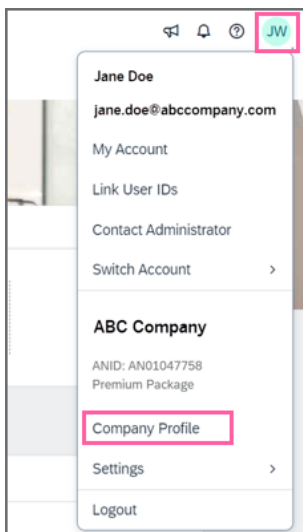 JW
Jane Doe
jane.doe@abccompany.com
My Account
Link User IDs
Contact Administrator
Switch Account
ABC Company
ANID: AN01047758
Premium Package
Company Profile
Settings
Logout